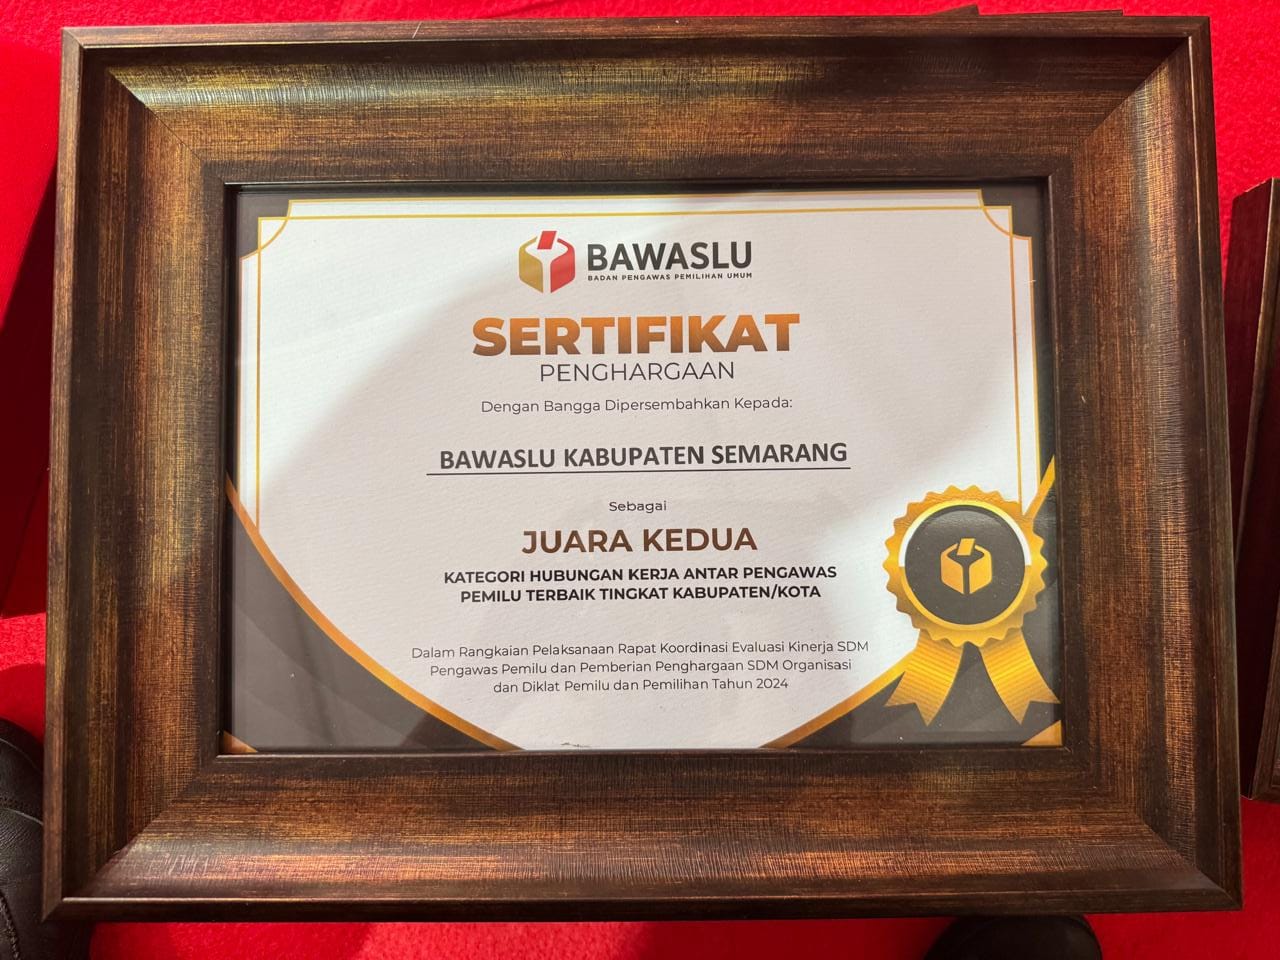 BAWASLU
BADAN PENGAWAS PEMILIHAN UMUM
SERTIFIKAT
PENGHARGAAN
Dengan Bangga Dipersembahkan Kepada:
BAWASLU KABUPATEN SEMARANG
Sebagai
JUARA KEDUA
KATEGORI HUBUNGAN KERJA ANTAR PENGAWAS
PEMILU TERBAIK TINGKAT KABUPATEN/KOTA
Dalam Rangkaian Pelaksanaan Rapat Koordinasi Evaluasi Kinerja SDM
Pengawas Pemilu dan Pemberian Penghargaan SDM Organisasi
dan Diklat Pemilu dan Pemilihan Tahun 2024